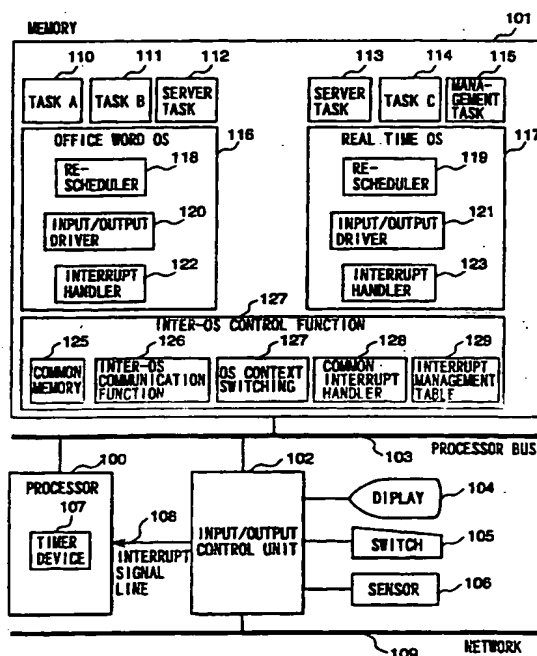 MEMORY
101
110 111 112 113 114 115
TASK A
TASK B
SERVER
TASK
SERVER
TASK
TASK C
MANA-
GEMENT
TASK
OFFICE WORD OS
116
REAL TIME OS
117
118
RE-
SCHEDULER
119
RE-
SCHEDULER
120
INPUT/OUTPUT
DRIVER
121
INPUT/OUTPUT
DRIVER
122
INTERRUPT
HANDLER
123
INTERRUPT
HANDLER
127
INTER-OS CONTROL FUNCTION
125 126 127 128 129
COMMON
MEMORY
INTER-OS
COMMUNICATION
FUNCTION
OS CONTEXT
SWITCHING
COMMON
INTERRUPT
HANDLER
INTERRUPT
MANAGEMENT
TABLE
103
PROCESSOR BUS
100
PROCESSOR
107
TIMER
DEVICE
108
INTERRUPT
SIGNAL
LINE
102
INPUT/OUTPUT
CONTROL UNIT
DIPLAY
104
SWITCH
105
SENSOR
106
109
NETWORK